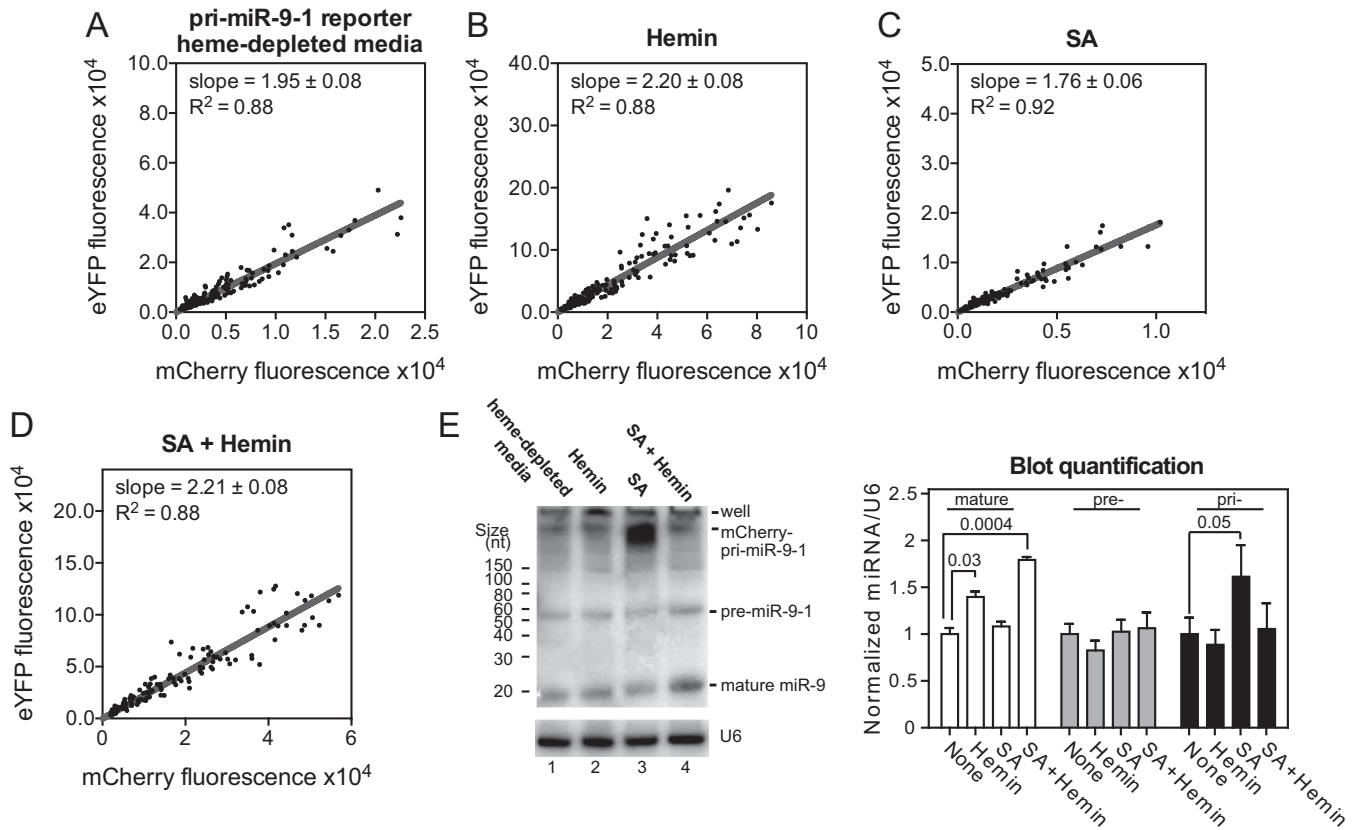 A
pri-miR-9-1 reporter
heme-depleted media
10.0
8.0
6.0
4.0
2.0
0.0
eYFP fluorescence x10⁴
slope = 1.95 ± 0.08
R² = 0.88
0.0 0.5 1.0 1.5 2.0 2.5
mCherry fluorescence x10⁴
B
Hemin
40.0
30.0
20.0
10.0
0.0
eYFP fluorescence x10⁴
slope = 2.20 ± 0.08
R² = 0.88
0 2 4 6 8 10
mCherry fluorescence x10⁴
C
SA
5.0
4.0
3.0
2.0
1.0
0.0
eYFP fluorescence x10⁴
slope = 1.76 ± 0.06
R² = 0.92
0.0 0.5 1.0
mCherry fluorescence x10⁴
D
SA + Hemin
20.0
15.0
10.0
5.0
0.0
eYFP fluorescence x10⁴
slope = 2.21 ± 0.08
R² = 0.88
0 2 4 6
mCherry fluorescence x10⁴
E
heme-depleted
media
Hemin
SA
SA + Hemin
Size
(nt)
150
100
80
60
50
40
30
20
well
mCherry-
pri-miR-9-1
pre-miR-9-1
mature miR-9
U6
1 2 3 4
Blot quantification
Normalized miRNA/U6
2.5
2
1.5
1
0.5
0
mature pre- pri-
0.0004
0.03
0.05
None Hemin SA SA+Hemin None Hemin SA SA+Hemin None Hemin SA SA+Hemin